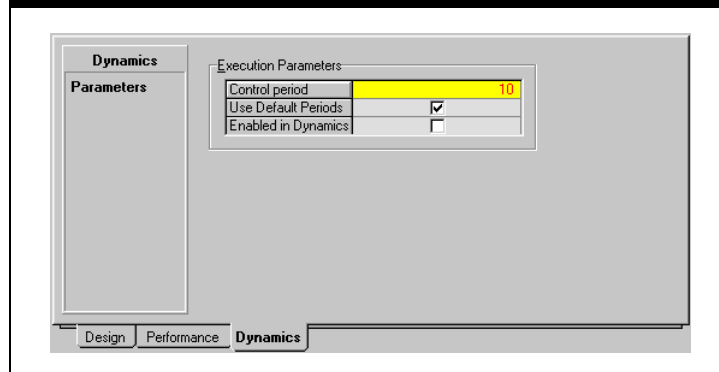 Dynamics
Parameters
Execution Parameters
Control period 10
Use Default Periods
Enabled in Dynamics
Design Performance Dynamics